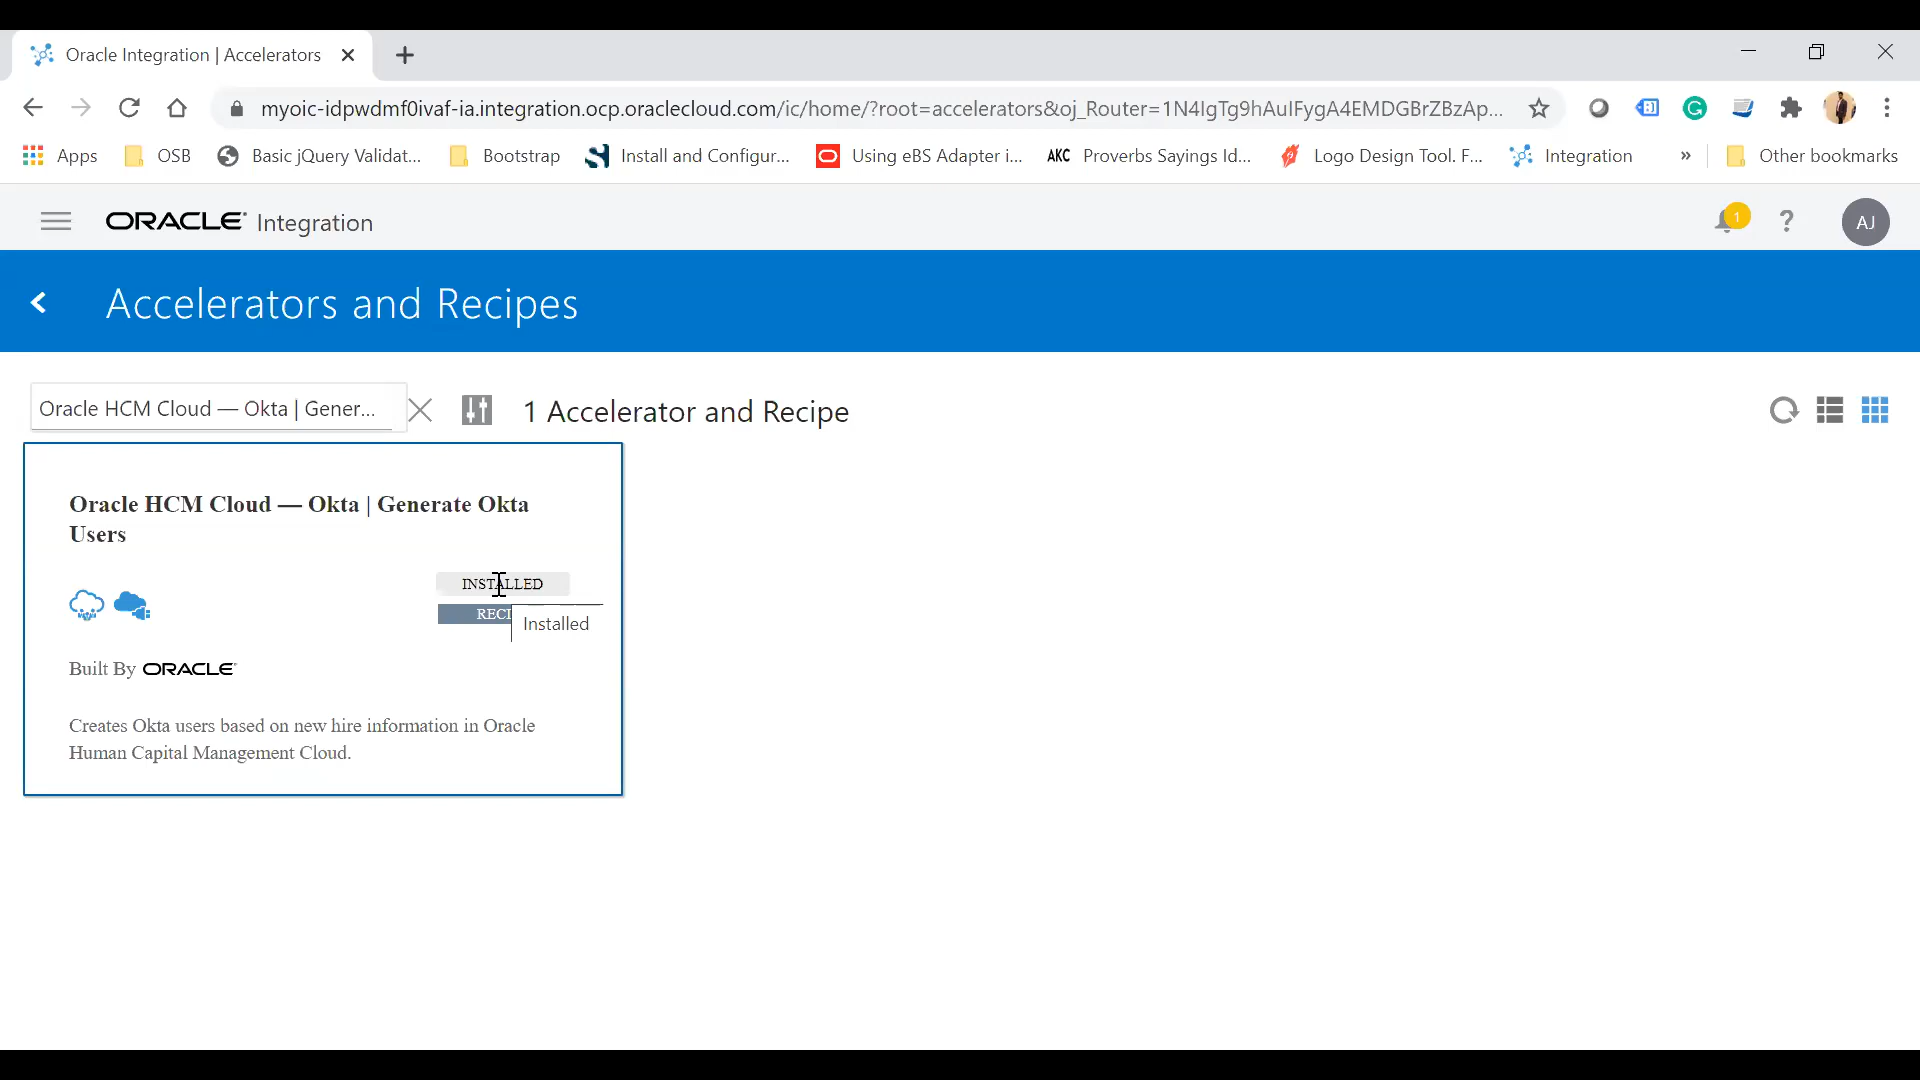 Oracle Integration | Accelerators
myoic-idpwdmf0ivaf-ia.integration.ocp.oraclecloud.com/ic/home/?root=accelerators&oj_Router=1N4IgTg9hAuIFygA4EMDGBrZBzAp...
Apps OSB Basic jQuery Validat... Bootstrap Install and Configur... Using eBS Adapter i... AKC Proverbs Sayings Id... Logo Design Tool. F... Integration » Other bookmarks
ORACLE Integration 1 ? AJ
Accelerators and Recipes
Oracle HCM Cloud — Okta | Gener... 1 Accelerator and Recipe
Oracle HCM Cloud — Okta | Generate Okta
Users
INSTALLED
RECI
Installed
Built By ORACLE
Creates Okta users based on new hire information in Oracle
Human Capital Management Cloud.